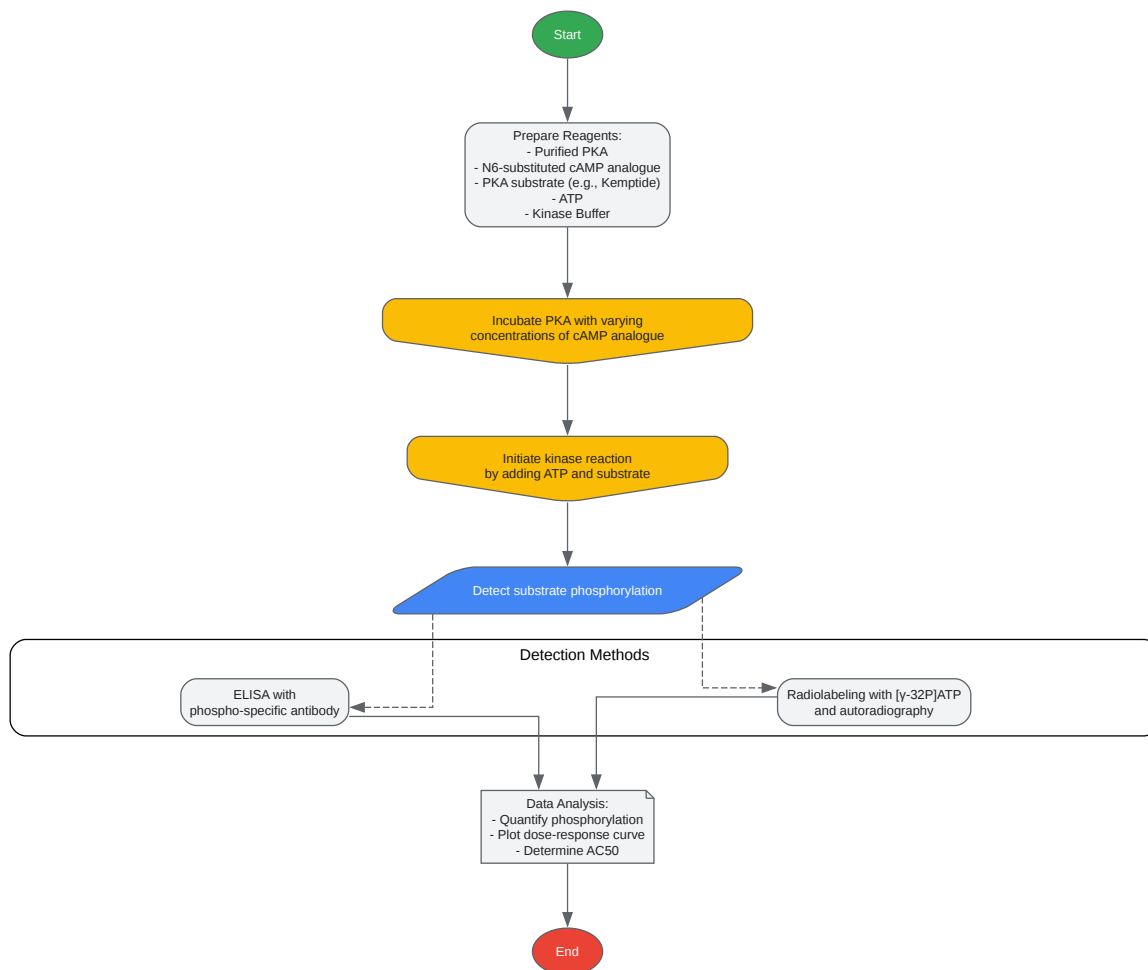 Start
Prepare Reagents:
- Purified PKA
- N6-substituted cAMP analogue
- PKA substrate (e.g., Kemptide)
- ATP
- Kinase Buffer
Incubate PKA with varying
concentrations of cAMP analogue
Initiate kinase reaction
by adding ATP and substrate
Detect substrate phosphorylation
Detection Methods
ELISA with
phospho-specific antibody
Radiolabeling with [γ-32P]ATP
and autoradiography
Data Analysis:
- Quantify phosphorylation
- Plot dose-response curve
- Determine AC50
End